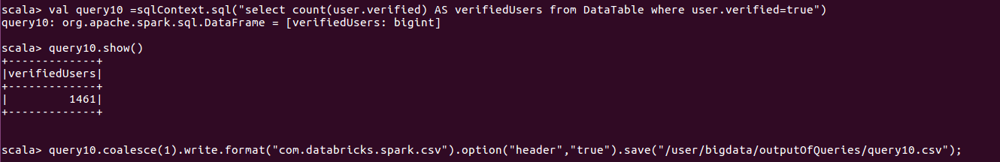 scala> val query10 =sqlContext.sql("select count(user.verified) AS verifiedUsers from DataTable where user.verified=true")
query10: org.apache.spark.sql.DataFrame = [verifiedUsers: bigint]
scala> query10.show()
+-------------+
|verifiedUsers|
+-------------+
|         1461|
+-------------+
scala> query10.coalesce(1).write.format("com.databricks.spark.csv").option("header","true").save("/user/bigdata/outputOfQueries/query10.csv");